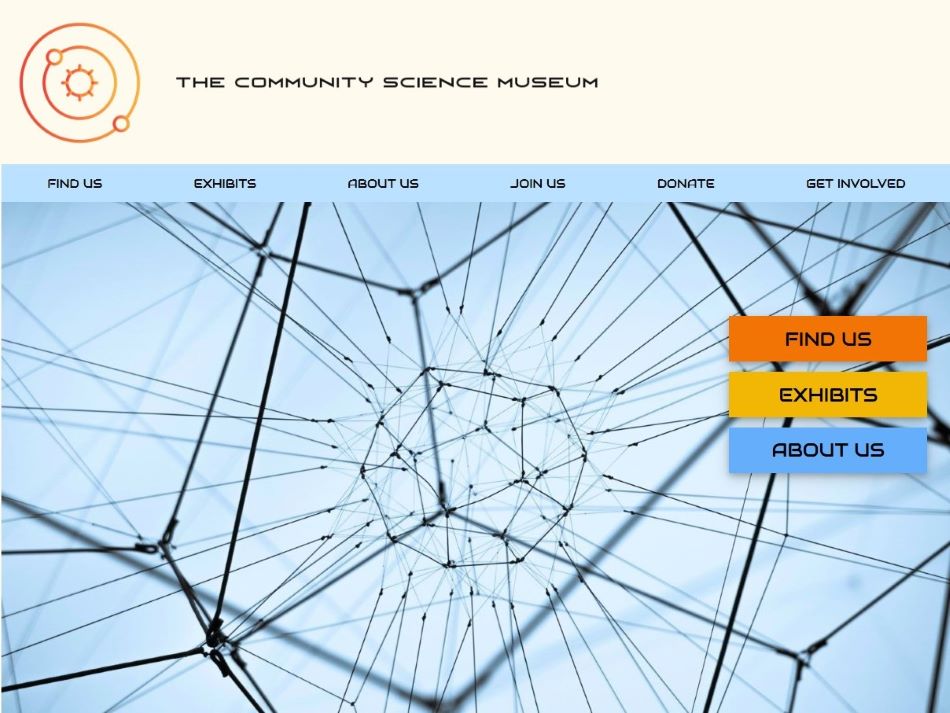 THE COMMUNITY SCIENCE MUSEUM
FIND US EXHIBITS ABOUT US JOIN US DONATE GET INVOLVED
FIND US
EXHIBITS
ABOUT US